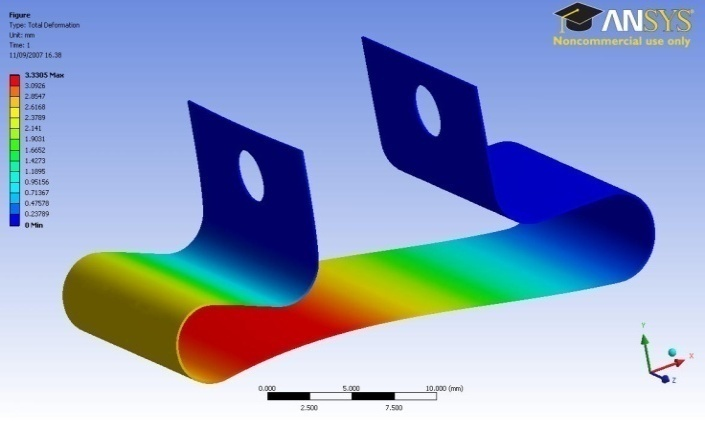 Figure
Type: Total Deformation
Unit: mm
Time: 1
11/09/2007 16.38
3.3305 Max
3.0926
2.8547
2.6168
2.3789
2.141
1.9031
1.6652
1.4273
1.1895
0.95156
0.71367
0.47578
0.23789
0 Min
ANSYS
Noncommercial use only
0.000 5.000 10.000 (mm)
2.500 7.500
Y
X
Z